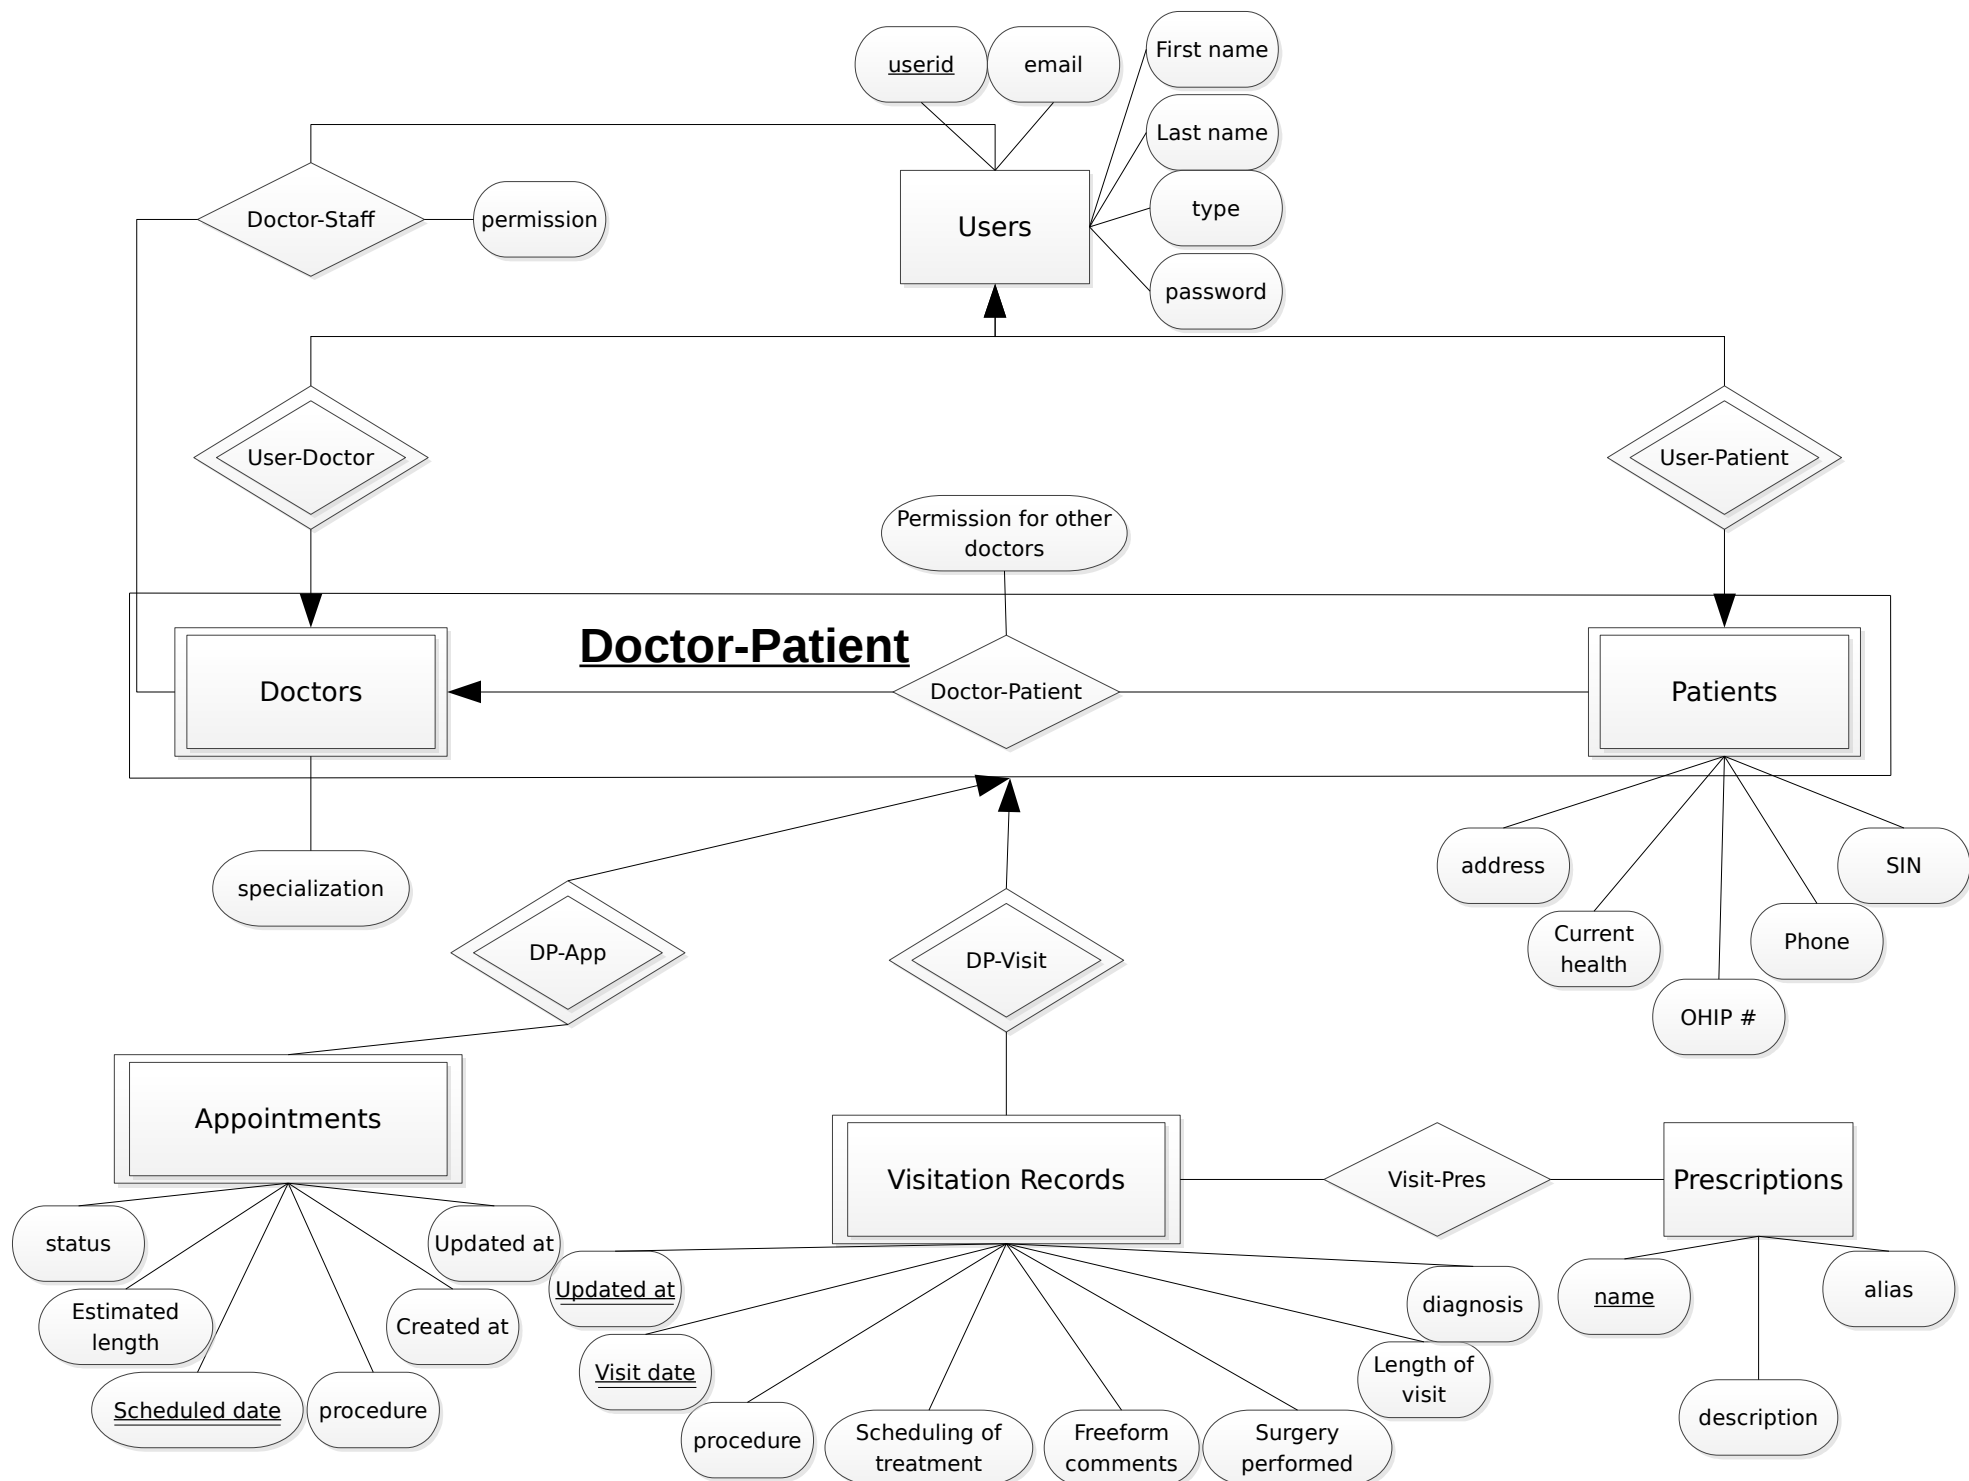 userid
email
First name
Last name
type
password
Doctor-Staff
permission
Users
User-Doctor
User-Patient
Permission for other
doctors
Doctor-Patient
Doctors
Doctor-Patient
Patients
specialization
address
SIN
Current
health
Phone
OHIP #
DP-App
DP-Visit
Appointments
Visitation Records
Visit-Pres
Prescriptions
status
Updated at
Estimated
length
Created at
Scheduled date
procedure
Updated at
Visit date
procedure
Scheduling of
treatment
Freeform
comments
Surgery
performed
Length of
visit
diagnosis
name
alias
description